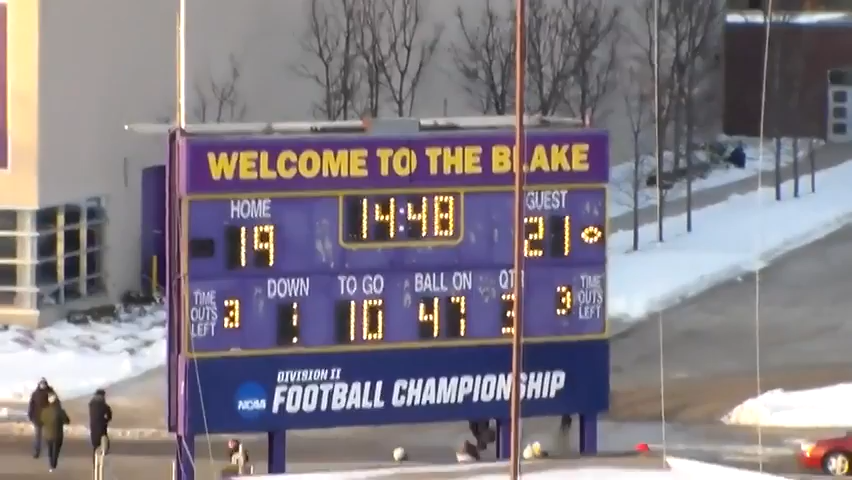 WELCOME TO THE BLAKE
HOME 14:48 GUEST
19 21
DOWN TO GO BALL ON QTR
TIME OUTS LEFT 3 1 10 47 3 3 TIME OUTS LEFT
DIVISION II
NCAA FOOTBALL CHAMPIONSHIP